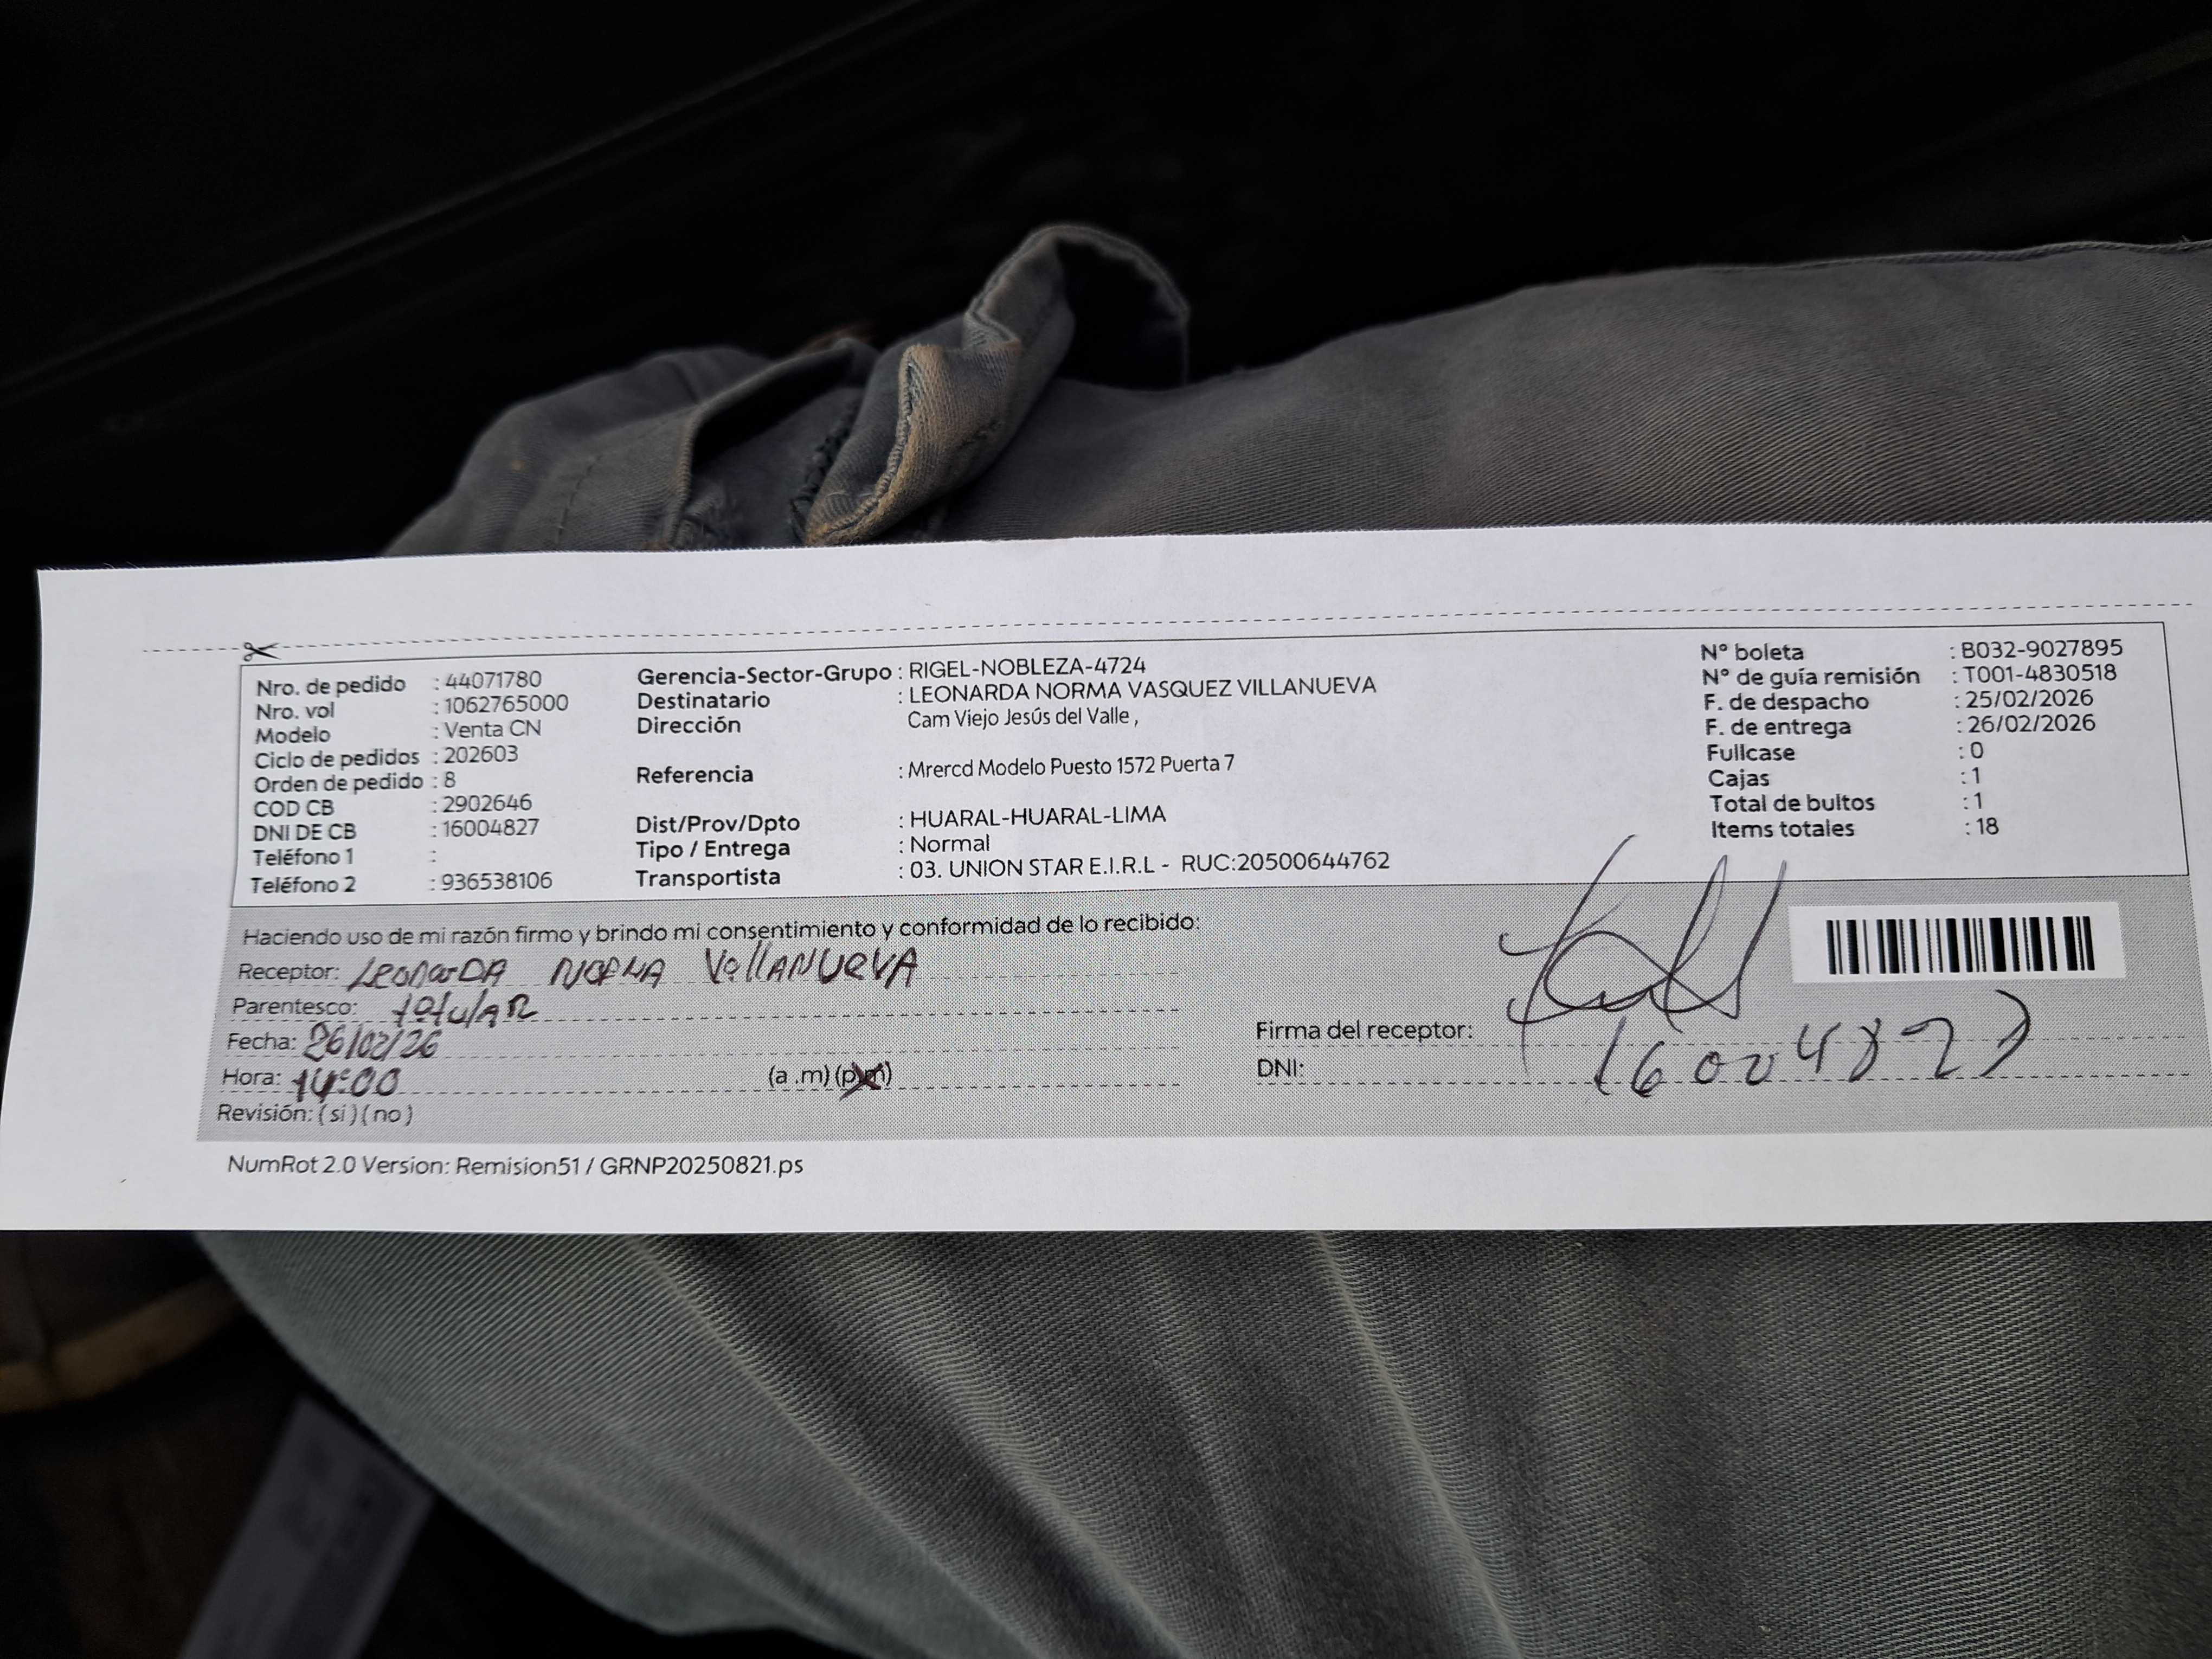 Nro. de pedido : 44071780
Nro. vol : 1062765000
Modelo : Venta CN
Ciclo de pedidos : 202603
Orden de pedido : 8
COD CB : 2902646
DNI DE CB : 16004827
Teléfono 1 :
Teléfono 2 : 936538106
Gerencia-Sector-Grupo : RIGEL-NOBLEZA-4724
Destinatario : LEONARDA NORMA VASQUEZ VILLANUEVA
Dirección Cam Viejo Jesús del Valle ,
Referencia : Mrercd Modelo Puesto 1572 Puerta 7
Dist/Prov/Dpto : HUARAL-HUARAL-LIMA
Tipo / Entrega : Normal
Transportista : 03. UNION STAR E.I.R.L - RUC:20500644762
N° boleta : B032-9027895
N° de guía remisión : T001-4830518
F. de despacho : 25/02/2026
F. de entrega : 26/02/2026
Fullcase : 0
Cajas : 1
Total de bultos : 1
Items totales : 18
Haciendo uso de mi razón firmo y brindo mi consentimiento y conformidad de lo recibido:
Receptor: LEONARDA NORMA VillANUEVA
Parentesco: titulAR
Fecha: 26/02/26
Hora: 14:00 (a .m) (p.m)
Revisión: ( si ) ( no )
Firma del receptor:
DNI: 16004827
NumRot 2.0 Version: Remision51 / GRNP20250821.ps